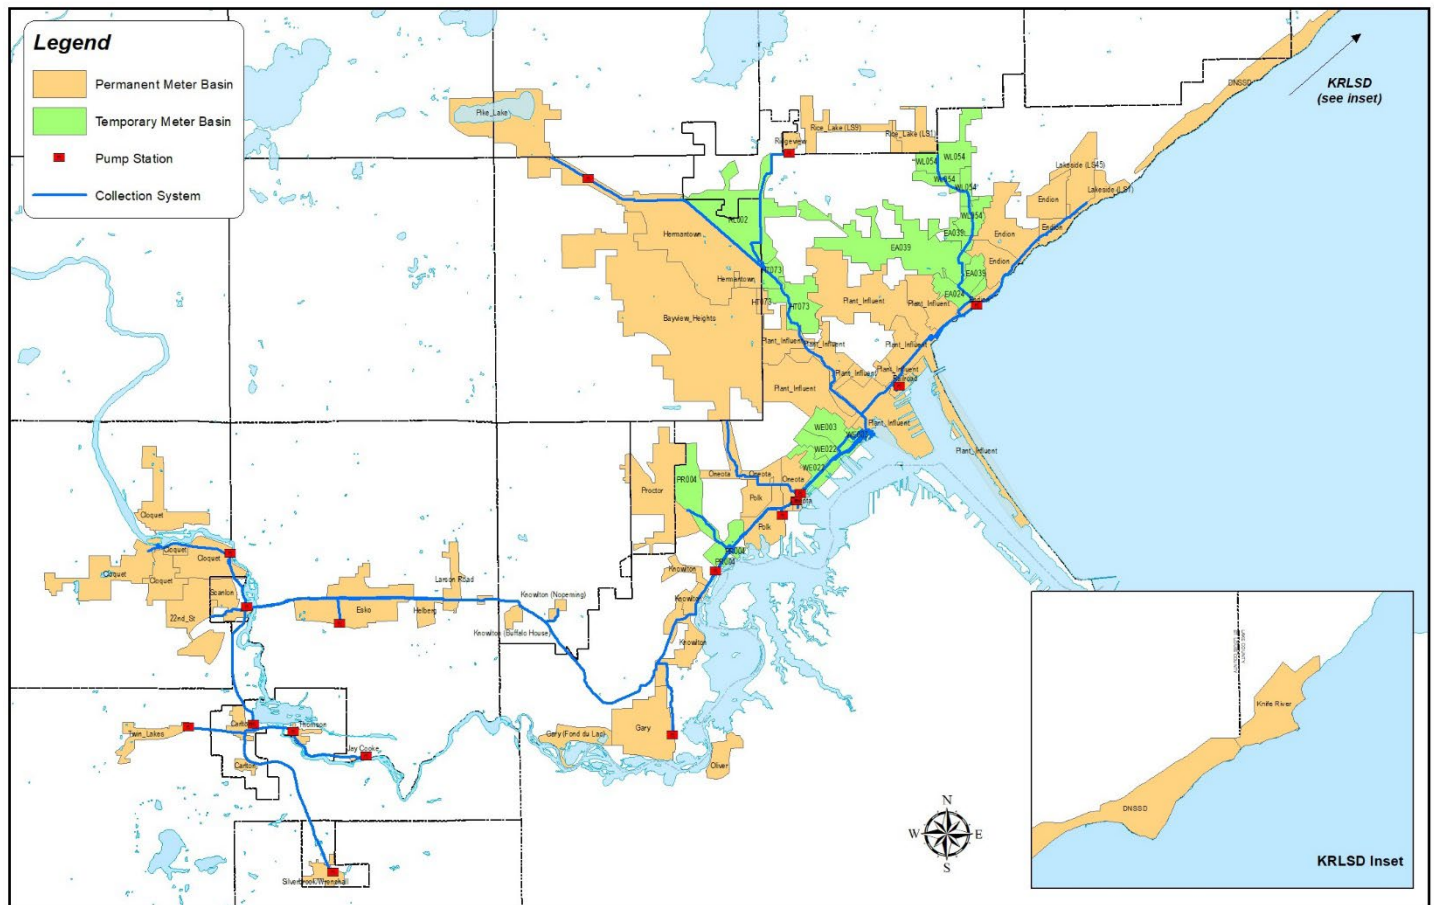 Legend
Permanent Meter Basin
Temporary Meter Basin
Pump Station
Collection System
DNSSD
KRLSD
(see inset)
Pike_Lake
Rice_Lake (LS9)
Rice_Lake (LS1)
Ridgeview
WL054
WL054
WL054
WL054
WL054
Lakeside (LS45)
Lakeside (LS1)
Endion
Endion
Endion
Endion
RL002
Hermantown
EA039
EA039
EA039
EA024
HT073
Hermantown
HT073
HT073
Bayview_Heights
Plant_Influent
Plant_Influent
Plant_Influent
Plant_Influent
Plant_Influent
Plant_Influent
Plant_Influent
Railroad
Plant_Influent
Plant_Influent
Plant_Influent
WE003
WE022
WE022
Proctor
PR004
Oneota
Oneota
Oneota
Polk
Polk
PR004
PR004
Cloquet
Cloquet
Cloquet
Cloquet
Scanlon
22nd_St
Esko
Helberg
Larson Road
Knowlton (Nopeming)
Knowlton (Buffalo House)
Knowlton
Knowlton
Knowlton
Gary
Gary (Fond du Lac)
Oliver
Twin_Lakes
Carlton
Thomson
Jay Cooke
Carlton
Silverbrook/Wrenshall
N
W
E
S
Knife River
DNSSD
KRLSD Inset